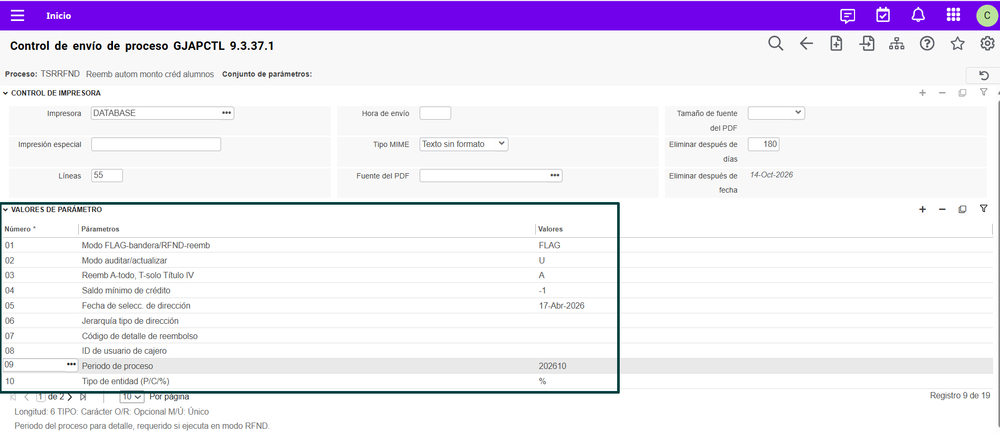 Inicio
C
Control de envío de proceso GJAPCTL 9.3.37.1
Proceso: TSRRFND Reemb autom monto créd alumnos Conjunto de parámetros:
CONTROL DE IMPRESORA
Impresora DATABASE ••• Hora de envío Tamaño de fuente del PDF
Impresión especial Tipo MIME Texto sin formato Eliminar después de días 180
Líneas 55 Fuente del PDF ••• Eliminar después de fecha 14-Oct-2026
VALORES DE PARÁMETRO
Número * Párametros Valores
01 Modo FLAG-bandera/RFND-reemb FLAG
02 Modo auditar/actualizar U
03 Reemb A-todo, T-solo Título IV A
04 Saldo mínimo de crédito -1
05 Fecha de selecc. de dirección 17-Abr-2026
06 Jerarquía tipo de dirección
07 Código de detalle de reembolso
08 ID de usuario de cajero
09 ••• Periodo de proceso 202610
10 Tipo de entidad (P/C/%) %
1 de 2 10 Por página Registro 9 de 19
Longitud: 6 TIPO: Carácter O/R: Opcional M/Ú: Único
Periodo del proceso para detalle, requerido si ejecuta en modo RFND.